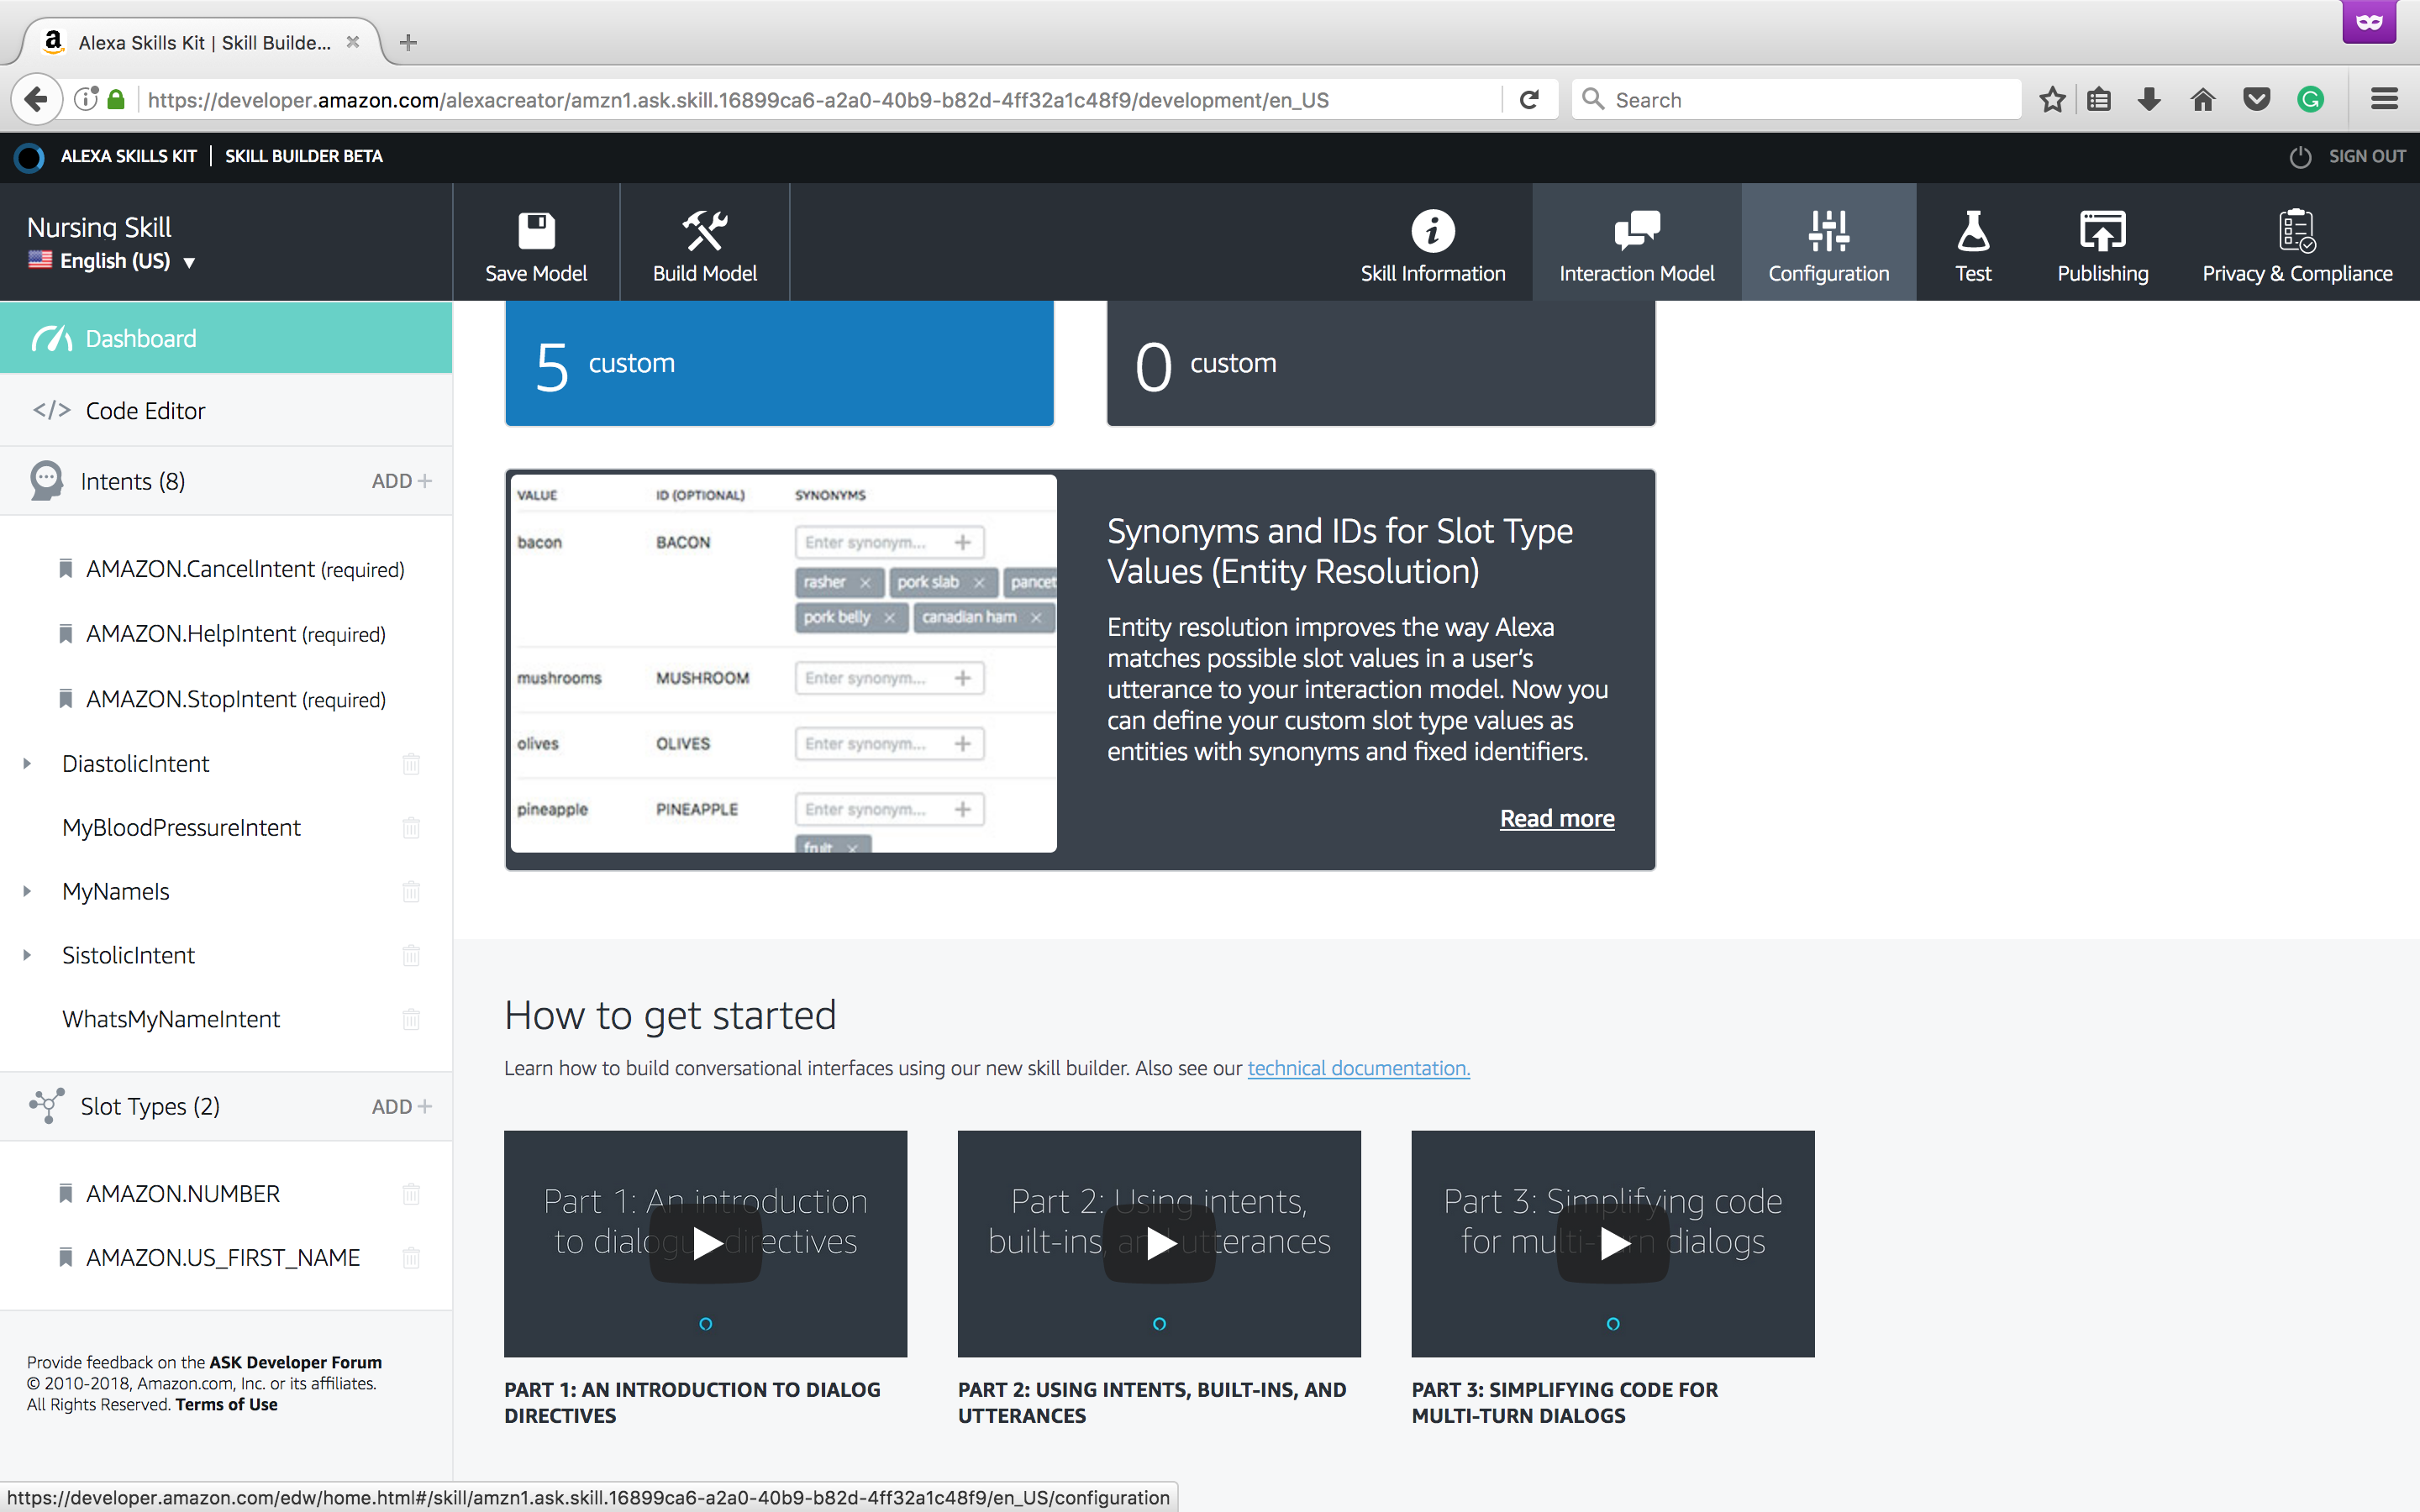 Alexa Skills Kit | Skill Builde...
https://developer.amazon.com/alexacreator/amzn1.ask.skill.16899ca6-a2a0-40b9-b82d-4ff32a1c48f9/development/en_US
Search
ALEXA SKILLS KIT | SKILL BUILDER BETA
SIGN OUT
Nursing Skill
English (US)
Save Model
Build Model
Skill Information
Interaction Model
Configuration
Test
Publishing
Privacy & Compliance
Dashboard
</> Code Editor
Intents (8)
ADD +
AMAZON.CancelIntent (required)
AMAZON.HelpIntent (required)
AMAZON.StopIntent (required)
DiastolicIntent
MyBloodPressureIntent
MyNameIs
SistolicIntent
WhatsMyNameIntent
Slot Types (2)
ADD +
AMAZON.NUMBER
AMAZON.US_FIRST_NAME
Provide feedback on the ASK Developer Forum
© 2010-2018, Amazon.com, Inc. or its affiliates.
All Rights Reserved. Terms of Use
5 custom
0 custom
VALUE ID (OPTIONAL) SYNONYMS
bacon BACON Enter synonym... +
rasher × pork slab × pancet
pork belly × canadian ham ×
mushrooms MUSHROOM Enter synonym... +
olives OLIVES Enter synonym... +
pineapple PINEAPPLE Enter synonym... +
fruit ×
Synonyms and IDs for Slot Type
Values (Entity Resolution)
Entity resolution improves the way Alexa
matches possible slot values in a user's
utterance to your interaction model. Now you
can define your custom slot type values as
entities with synonyms and fixed identifiers.
Read more
How to get started
Learn how to build conversational interfaces using our new skill builder. Also see our technical documentation.
Part 1: An introduction
to dialogue directives
Part 2: Using intents,
built-ins, and utterances
Part 3: Simplifying code
for multi-turn dialogs
PART 1: AN INTRODUCTION TO DIALOG
DIRECTIVES
PART 2: USING INTENTS, BUILT-INS, AND
UTTERANCES
PART 3: SIMPLIFYING CODE FOR
MULTI-TURN DIALOGS
https://developer.amazon.com/edw/home.html#/skill/amzn1.ask.skill.16899ca6-a2a0-40b9-b82d-4ff32a1c48f9/en_US/configuration